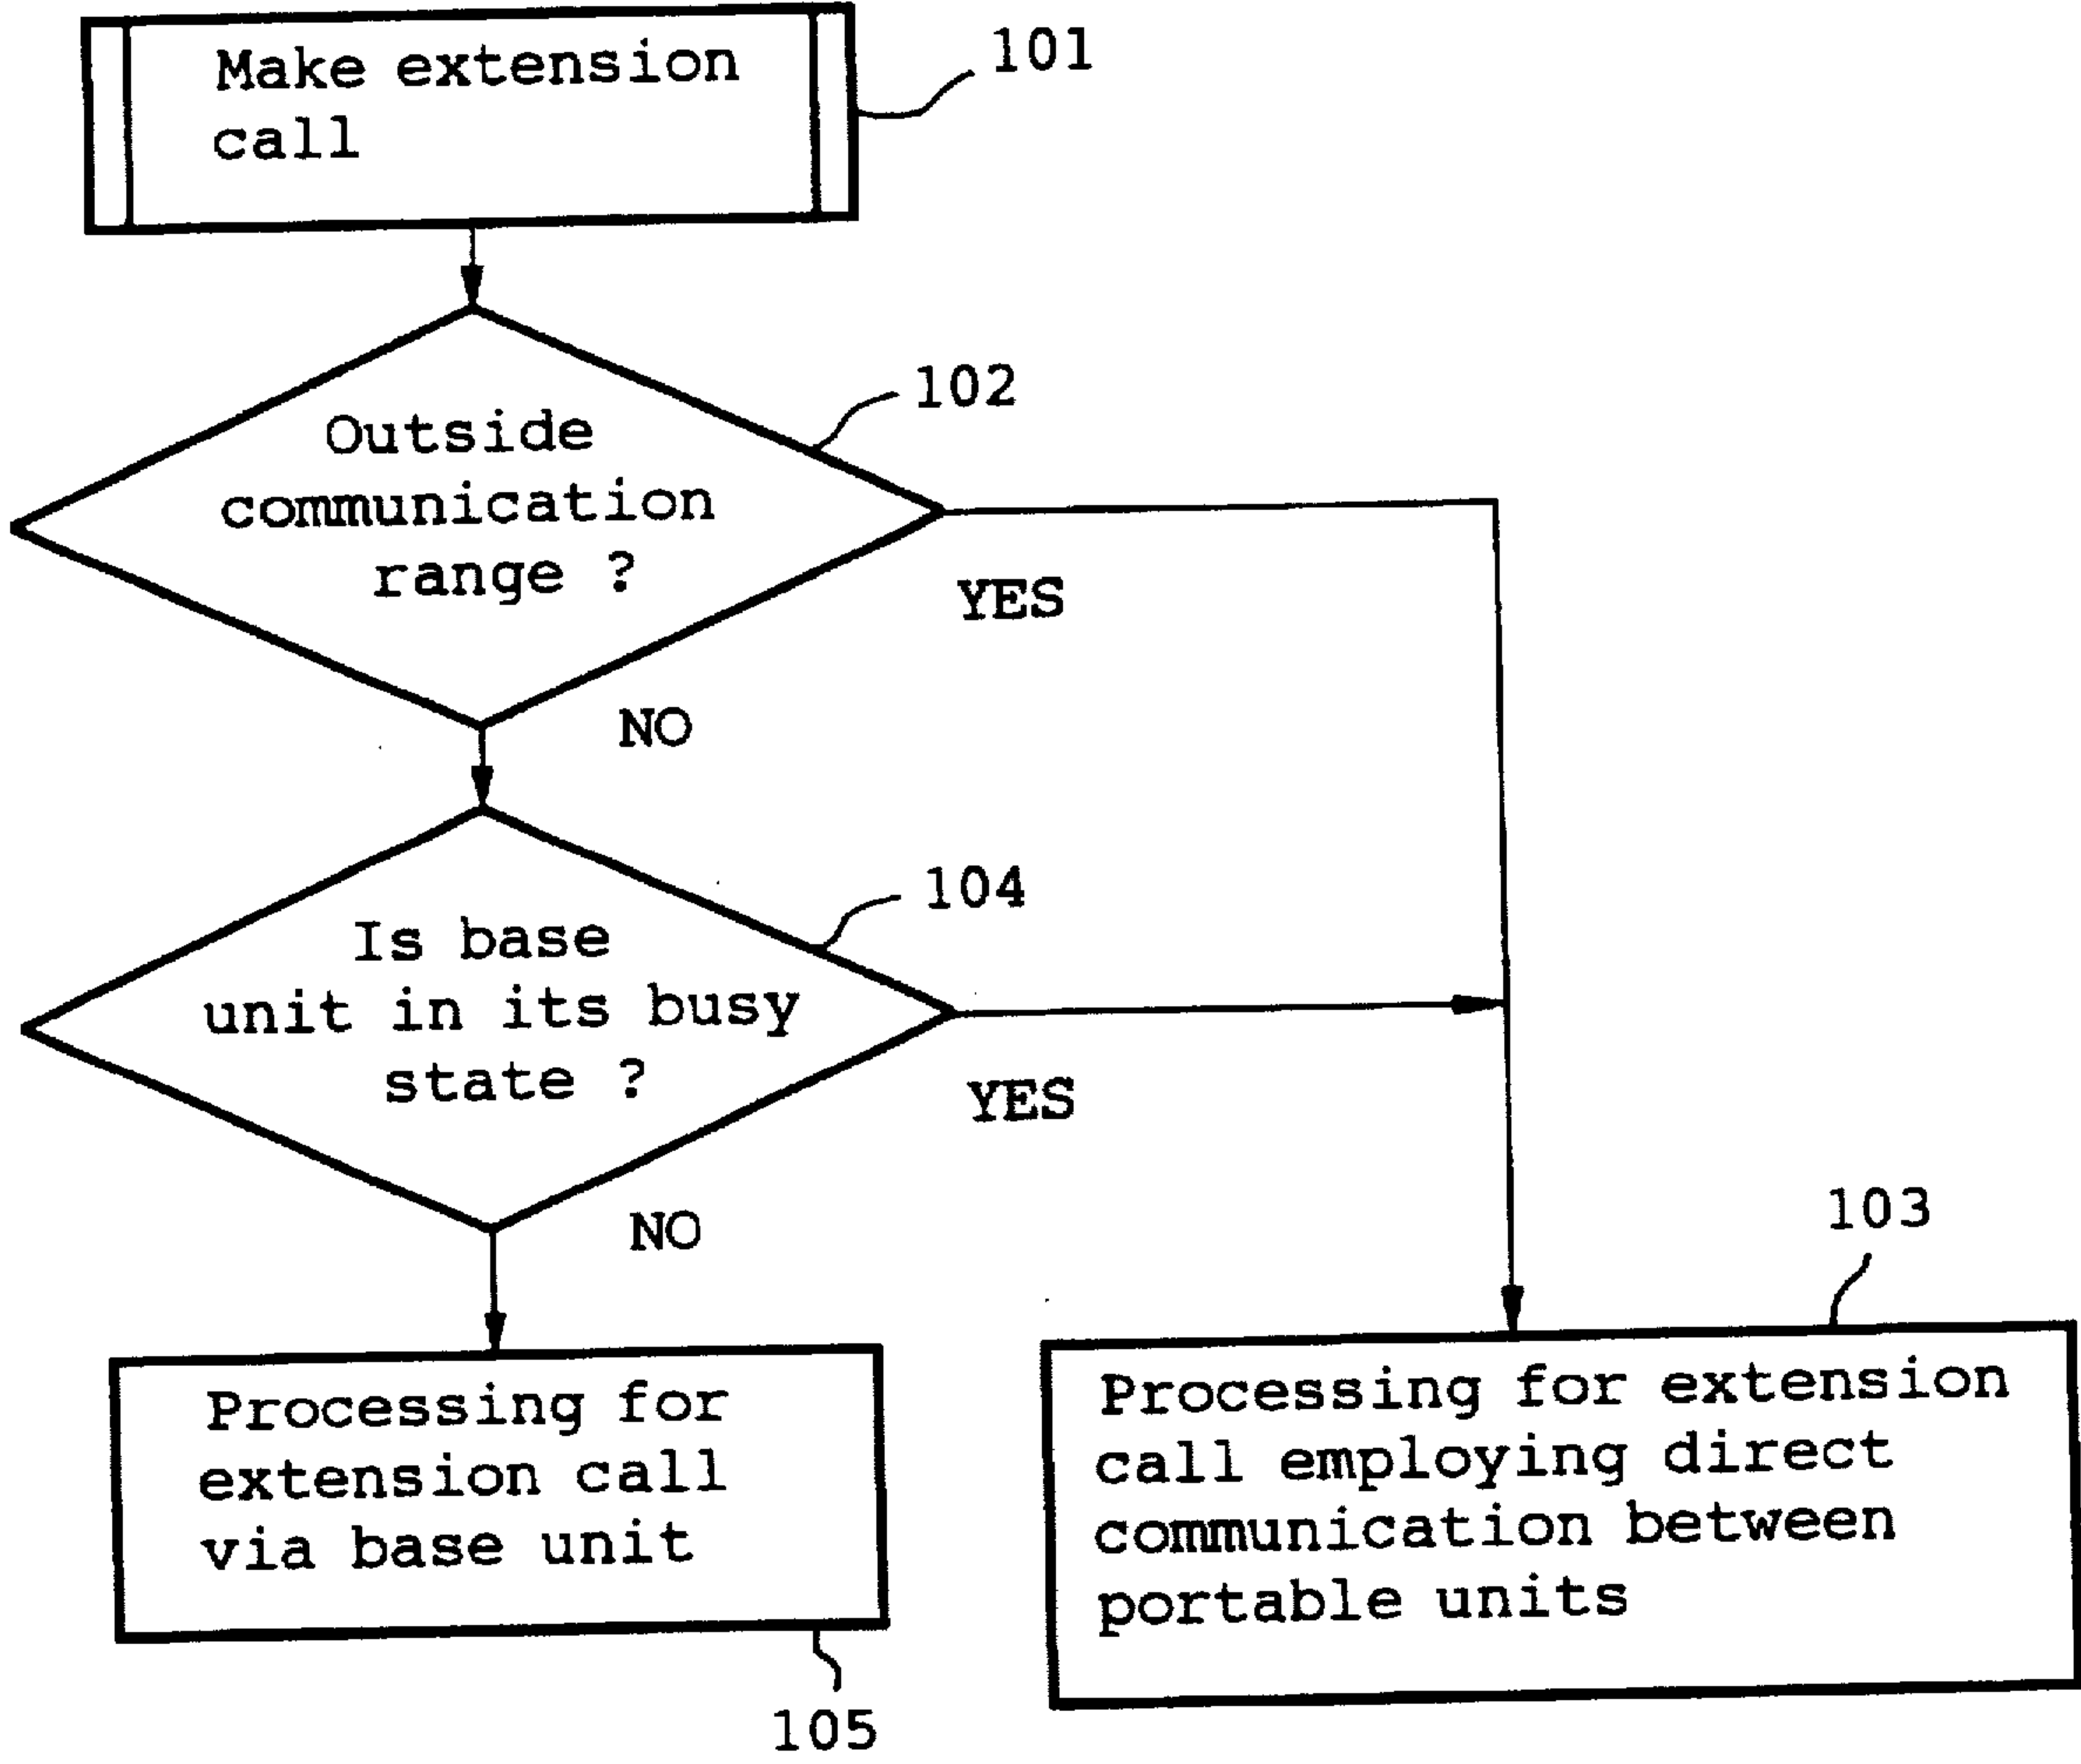 Make extension
call
101
Outside
communication
range ?
102
YES
NO
Is base
unit in its busy
state ?
104
YES
NO
103
Processing for
extension call
via base unit
105
Processing for extension
call employing direct
communication between
portable units